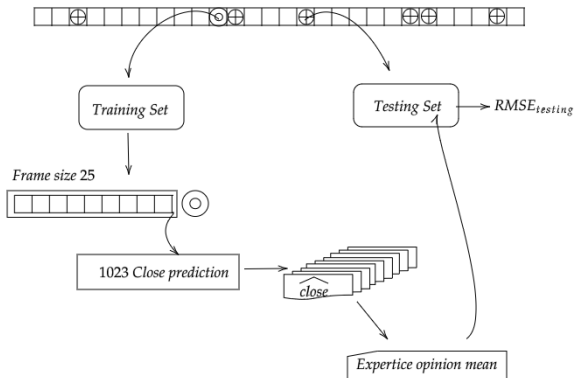 Training Set
Testing Set
RMSE_testing
Frame size 25
1023 Close prediction
close
Expertice opinion mean